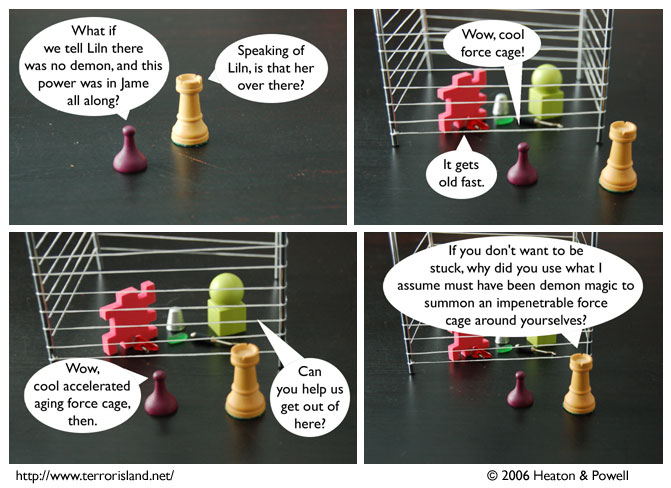 What if
we tell Liln there
was no demon, and this
power was in Jame
all along?
Speaking of
Liln, is that her
over there?
Wow, cool
force cage!
It gets
old fast.
Wow,
cool accelerated
aging force cage,
then.
Can
you help us
get out of
here?
If you don't want to be
stuck, why did you use what I
assume must have been demon magic to
summon an impenetrable force
cage around yourselves?
http://www.terrorisland.net/
© 2006 Heaton & Powell